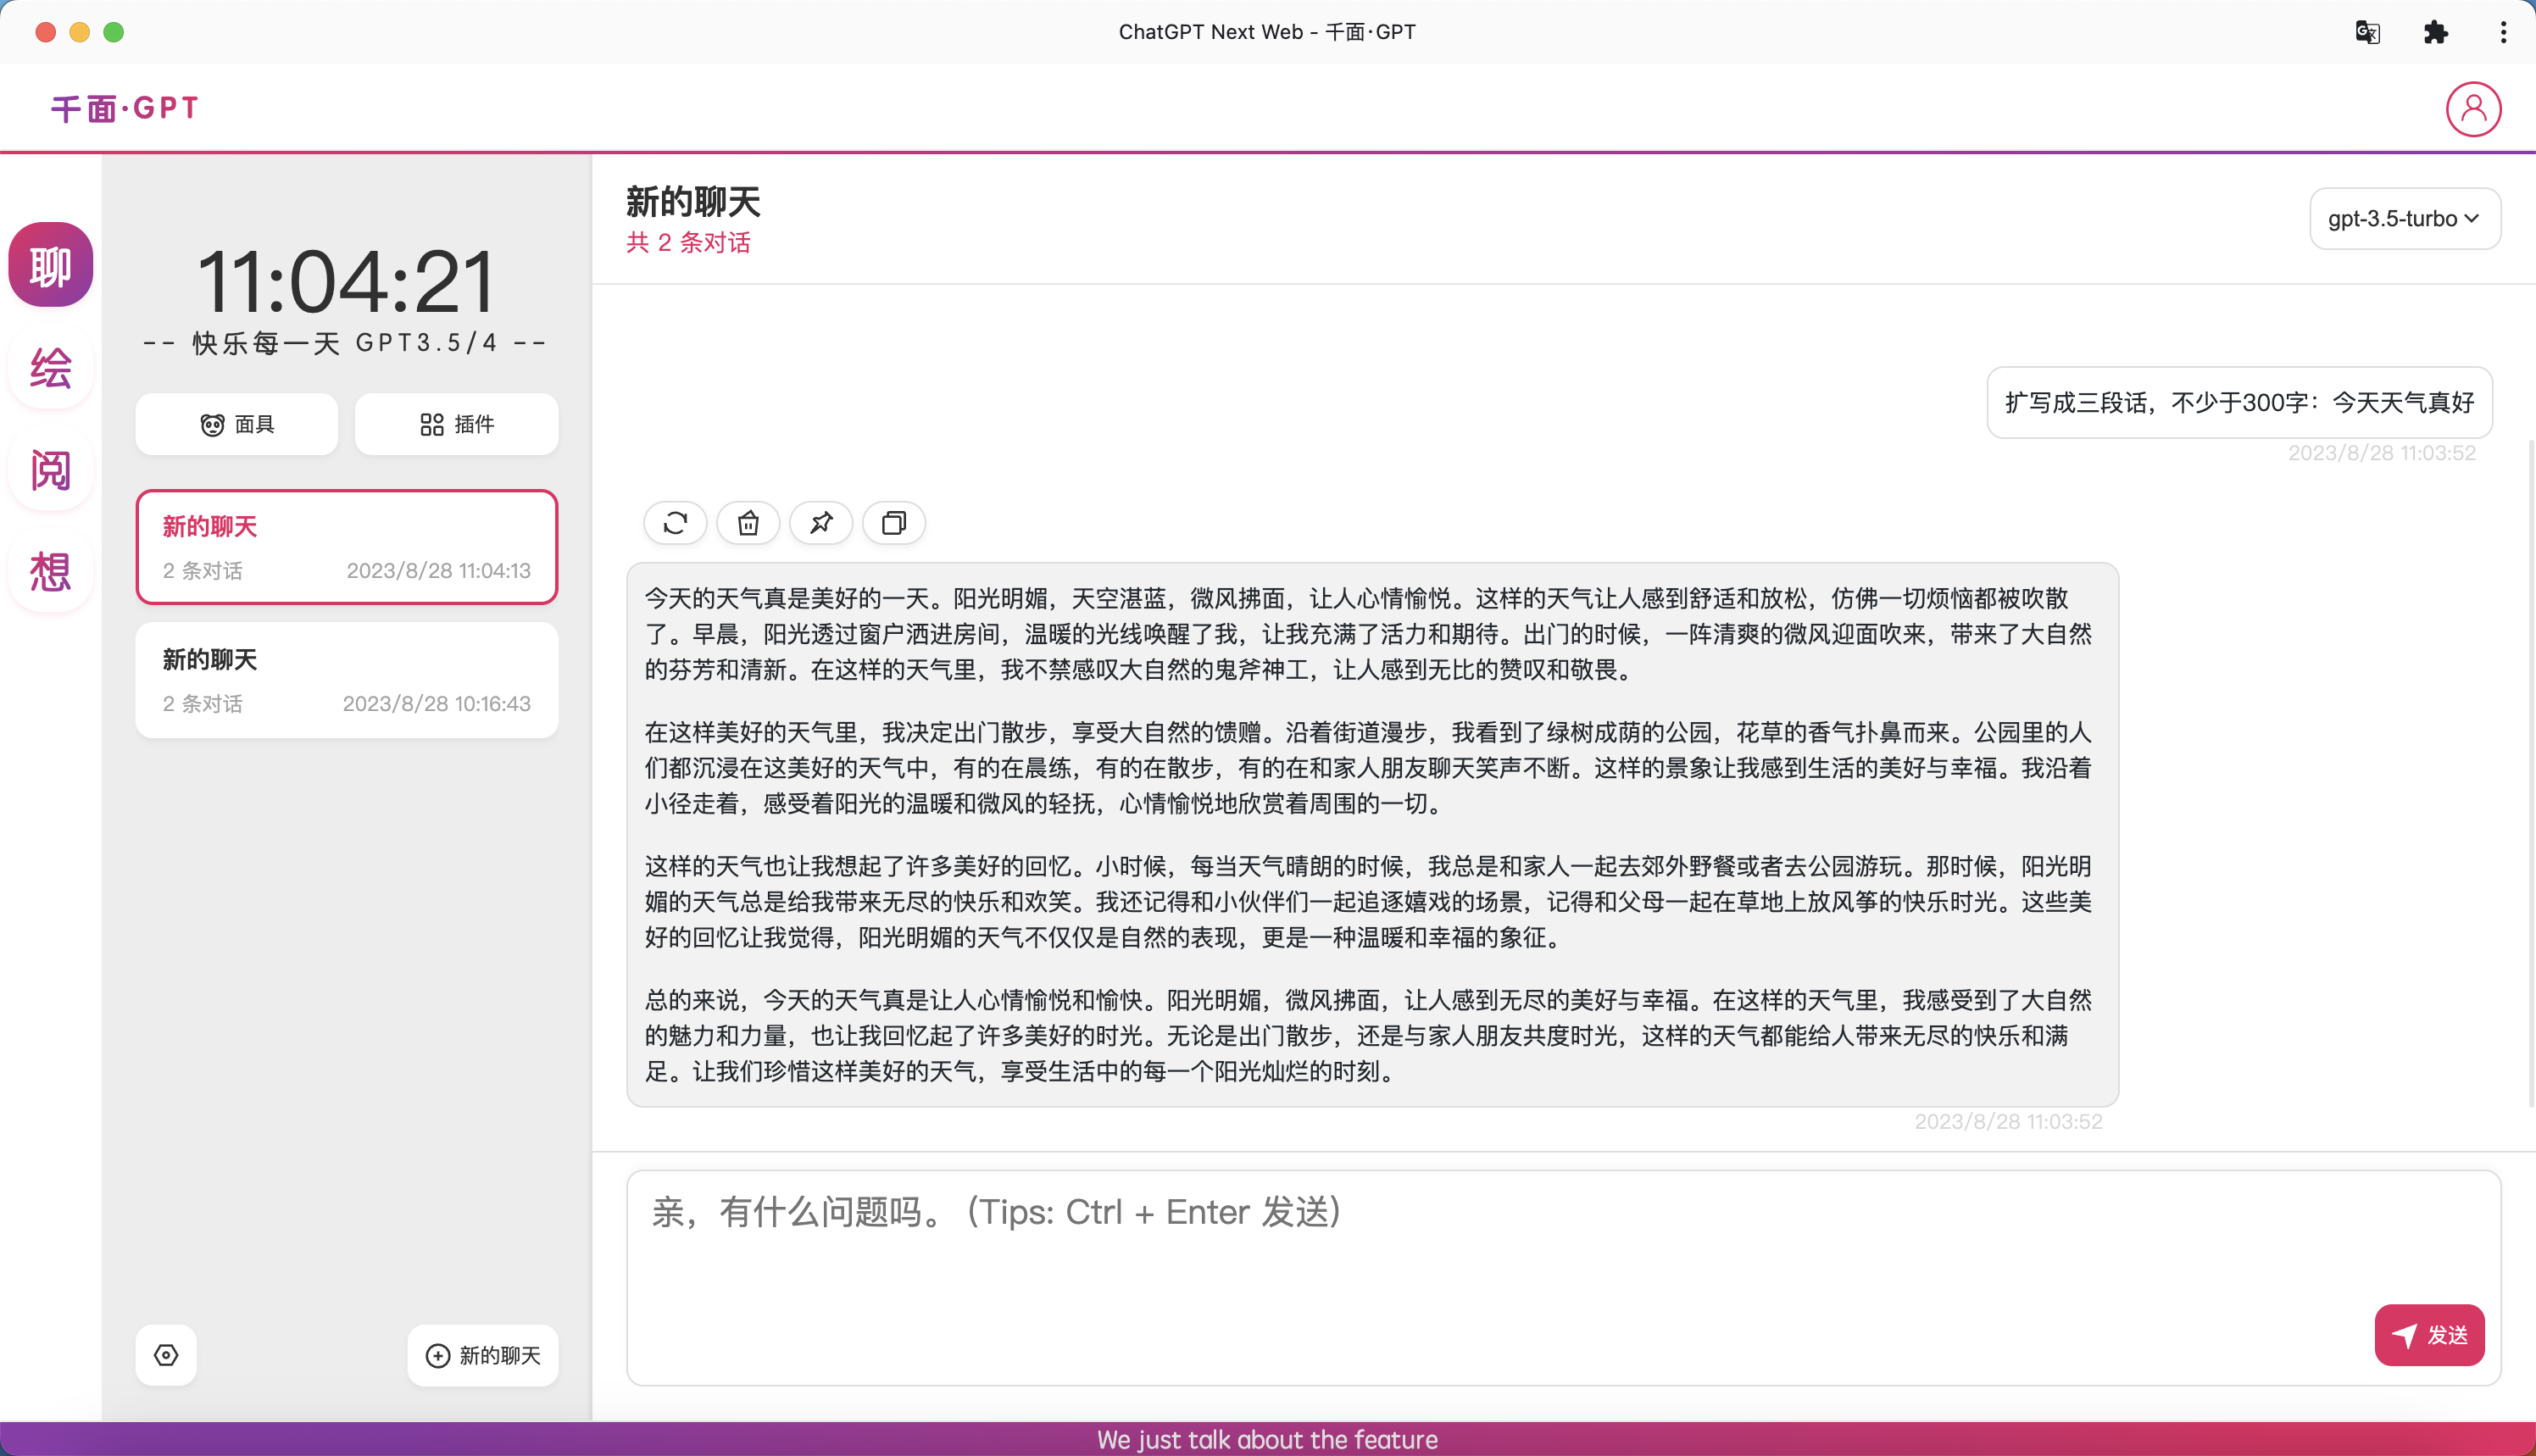 ChatGPT Next Web - 千面·GPT
千面·GPT
聊
绘
阅
想
11:04:21
-- 快乐每一天 GPT3.5/4 --
面具
插件
新的聊天
2 条对话 2023/8/28 11:04:13
新的聊天
2 条对话 2023/8/28 10:16:43
新的聊天
新的聊天
共 2 条对话
gpt-3.5-turbo
扩写成三段话，不少于300字：今天天气真好
2023/8/28 11:03:52
今天的天气真是美好的一天。阳光明媚，天空湛蓝，微风拂面，让人心情愉悦。这样的天气让人感到舒适和放松，仿佛一切烦恼都被吹散
了。早晨，阳光透过窗户洒进房间，温暖的光线唤醒了我，让我充满了活力和期待。出门的时候，一阵清爽的微风迎面吹来，带来了大自然
的芬芳和清新。在这样的天气里，我不禁感叹大自然的鬼斧神工，让人感到无比的赞叹和敬畏。
在这样美好的天气里，我决定出门散步，享受大自然的馈赠。沿着街道漫步，我看到了绿树成荫的公园，花草的香气扑鼻而来。公园里的人
们都沉浸在这美好的天气中，有的在晨练，有的在散步，有的在和家人朋友聊天笑声不断。这样的景象让我感到生活的美好与幸福。我沿着
小径走着，感受着阳光的温暖和微风的轻抚，心情愉悦地欣赏着周围的一切。
这样的天气也让我想起了许多美好的回忆。小时候，每当天气晴朗的时候，我总是和家人一起去郊外野餐或者去公园游玩。那时候，阳光明
媚的天气总是给我带来无尽的快乐和欢笑。我还记得和小伙伴们一起追逐嬉戏的场景，记得和父母一起在草地上放风筝的快乐时光。这些美
好的回忆让我觉得，阳光明媚的天气不仅仅是自然的表现，更是一种温暖和幸福的象征。
总的来说，今天的天气真是让人心情愉悦和愉快。阳光明媚，微风拂面，让人感到无尽的美好与幸福。在这样的天气里，我感受到了大自然
的魅力和力量，也让我回忆起了许多美好的时光。无论是出门散步，还是与家人朋友共度时光，这样的天气都能给人带来无尽的快乐和满
足。让我们珍惜这样美好的天气，享受生活中的每一个阳光灿烂的时刻。
2023/8/28 11:03:52
亲，有什么问题吗。（Tips: Ctrl + Enter 发送）
发送
We just talk about the feature